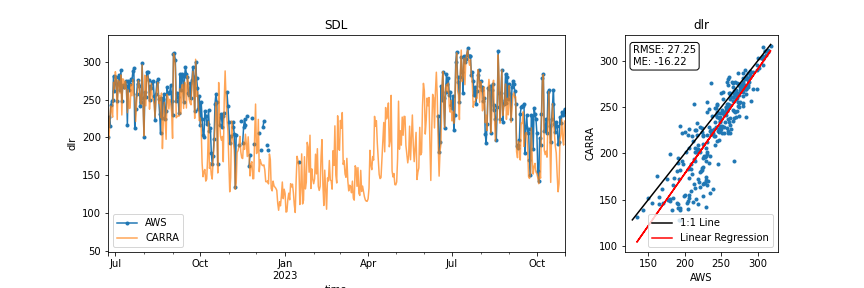 SDL
dlr
300
250
200
150
100
50
dlr
AWS
CARRA
Jul
Oct
Jan
2023
Apr
Jul
Oct
time
dlr
RMSE: 27.25
ME: -16.22
300
250
200
150
100
CARRA
1:1 Line
Linear Regression
150
200
250
300
AWS